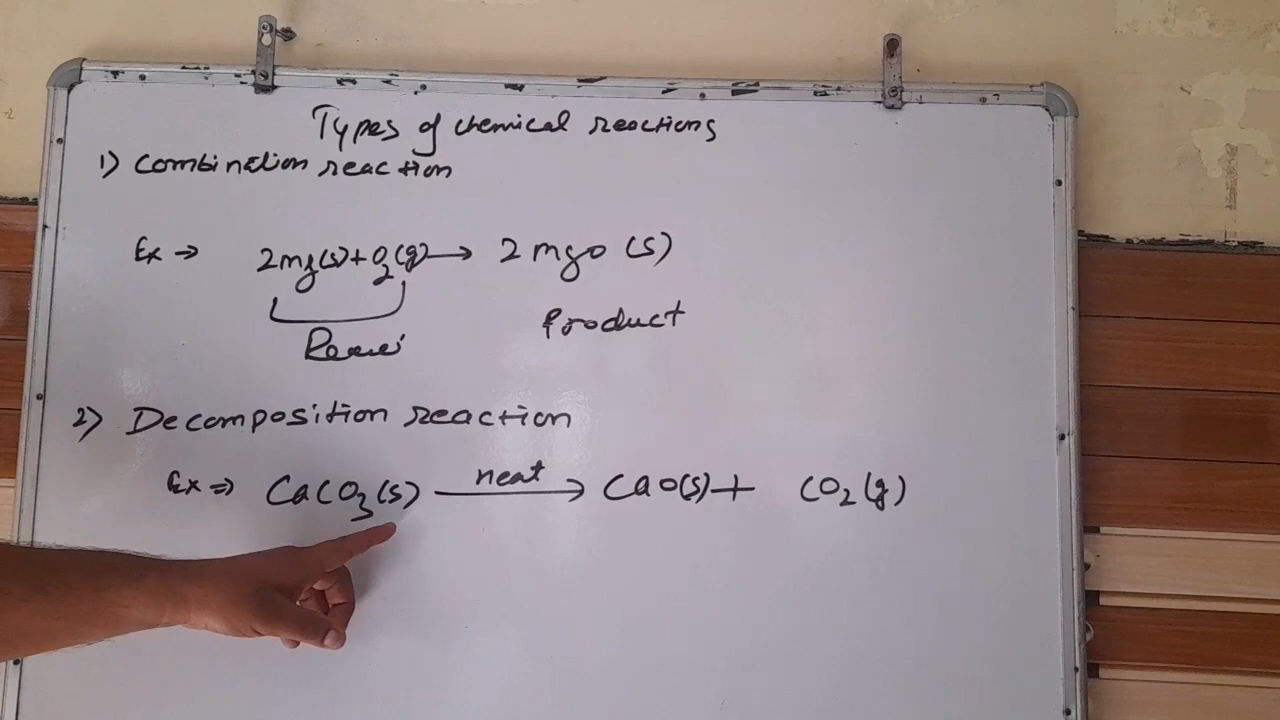 Types of chemical reactions
1) Combination reaction
Ex ⇒ 2mg(s)+O2(g) → 2mgo (s)
Product
2) Decomposition reaction
Ex ⇒ CaCO3(s) heat → CaO(s) + CO2(g)